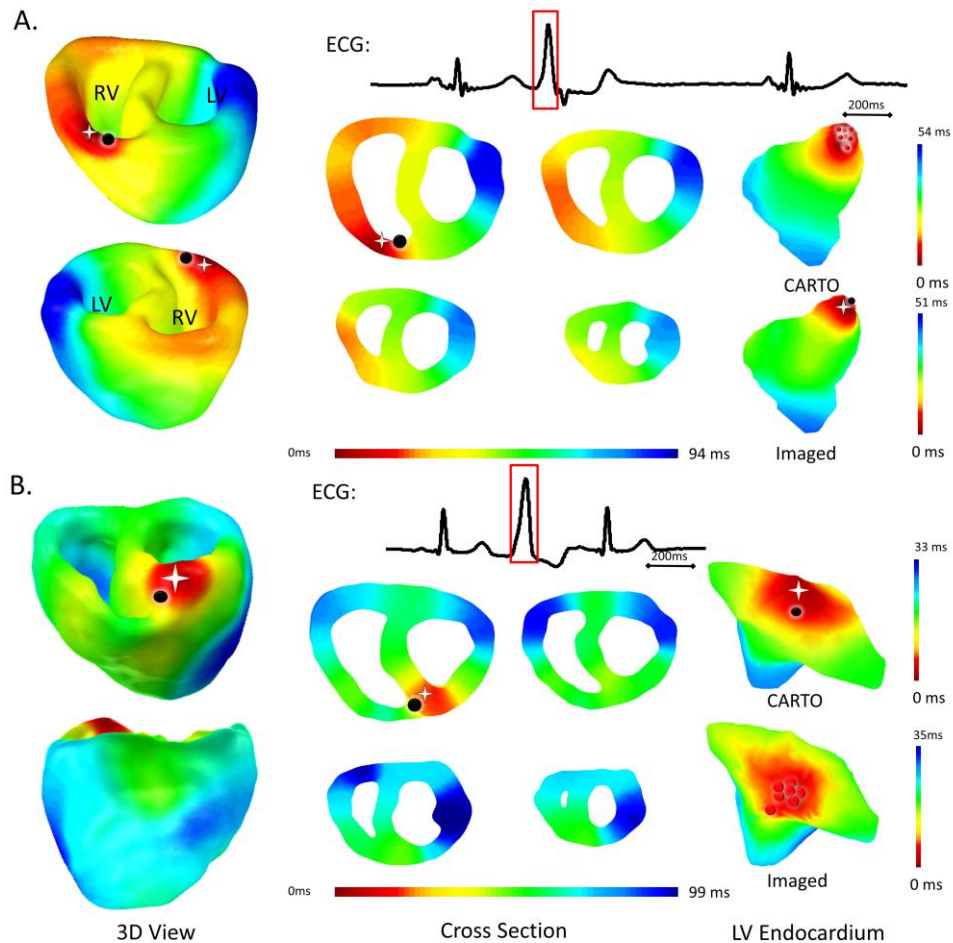 A.
ECG:
RV
LV
200ms
54 ms
0 ms
CARTO
LV
RV
51 ms
0 ms
Imaged
0ms
94 ms
B.
ECG:
200ms
33 ms
0 ms
CARTO
35ms
0 ms
Imaged
0ms
99 ms
3D View
Cross Section
LV Endocardium